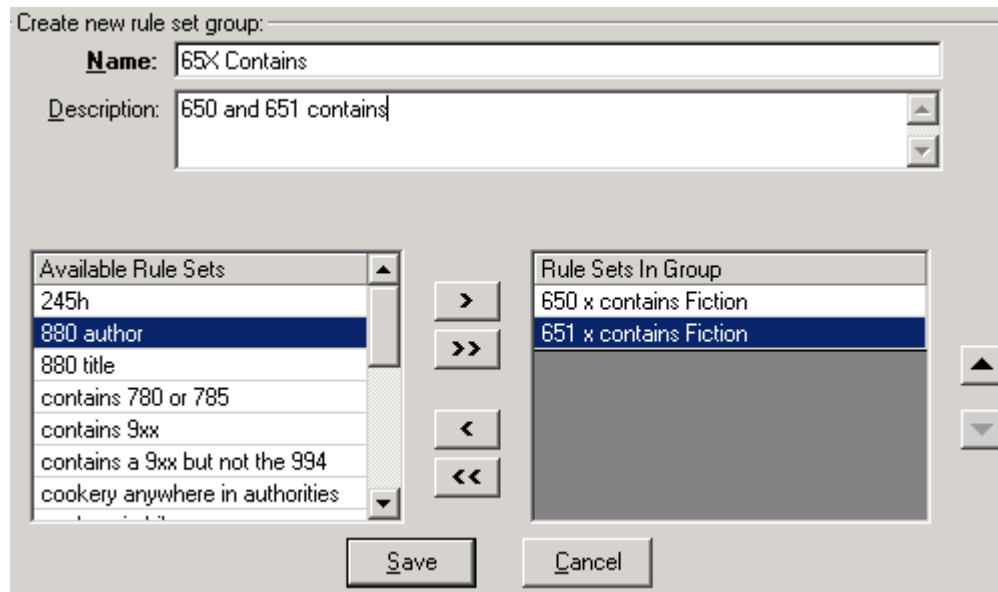 Create new rule set group:
Name: 65X Contains
Description: 650 and 651 contains
Available Rule Sets
245h
880 author
880 title
contains 780 or 785
contains 9xx
contains a 9xx but not the 994
cookery anywhere in authorities
>
>>
<
<<
Rule Sets In Group
650 x contains Fiction
651 x contains Fiction
Save
Cancel